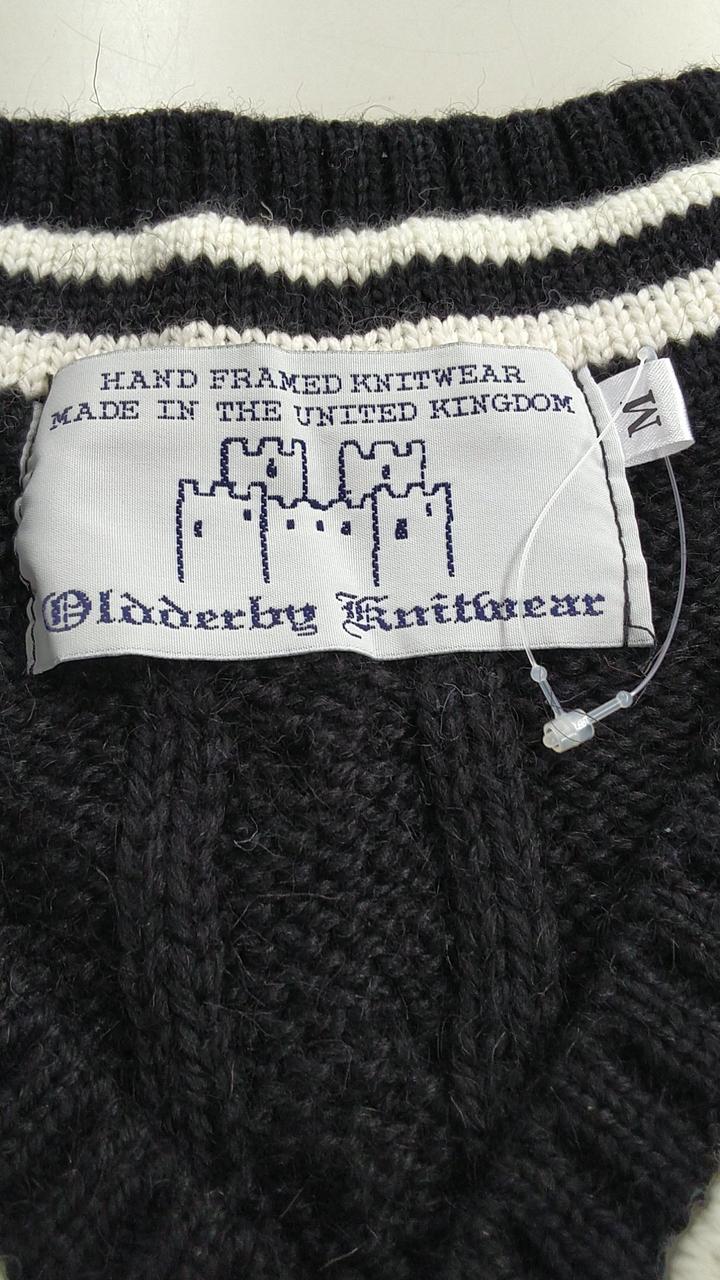 HAND FRAMED KNITWEAR
MADE IN THE UNITED KINGDOM
Oldderby Knitwear
M